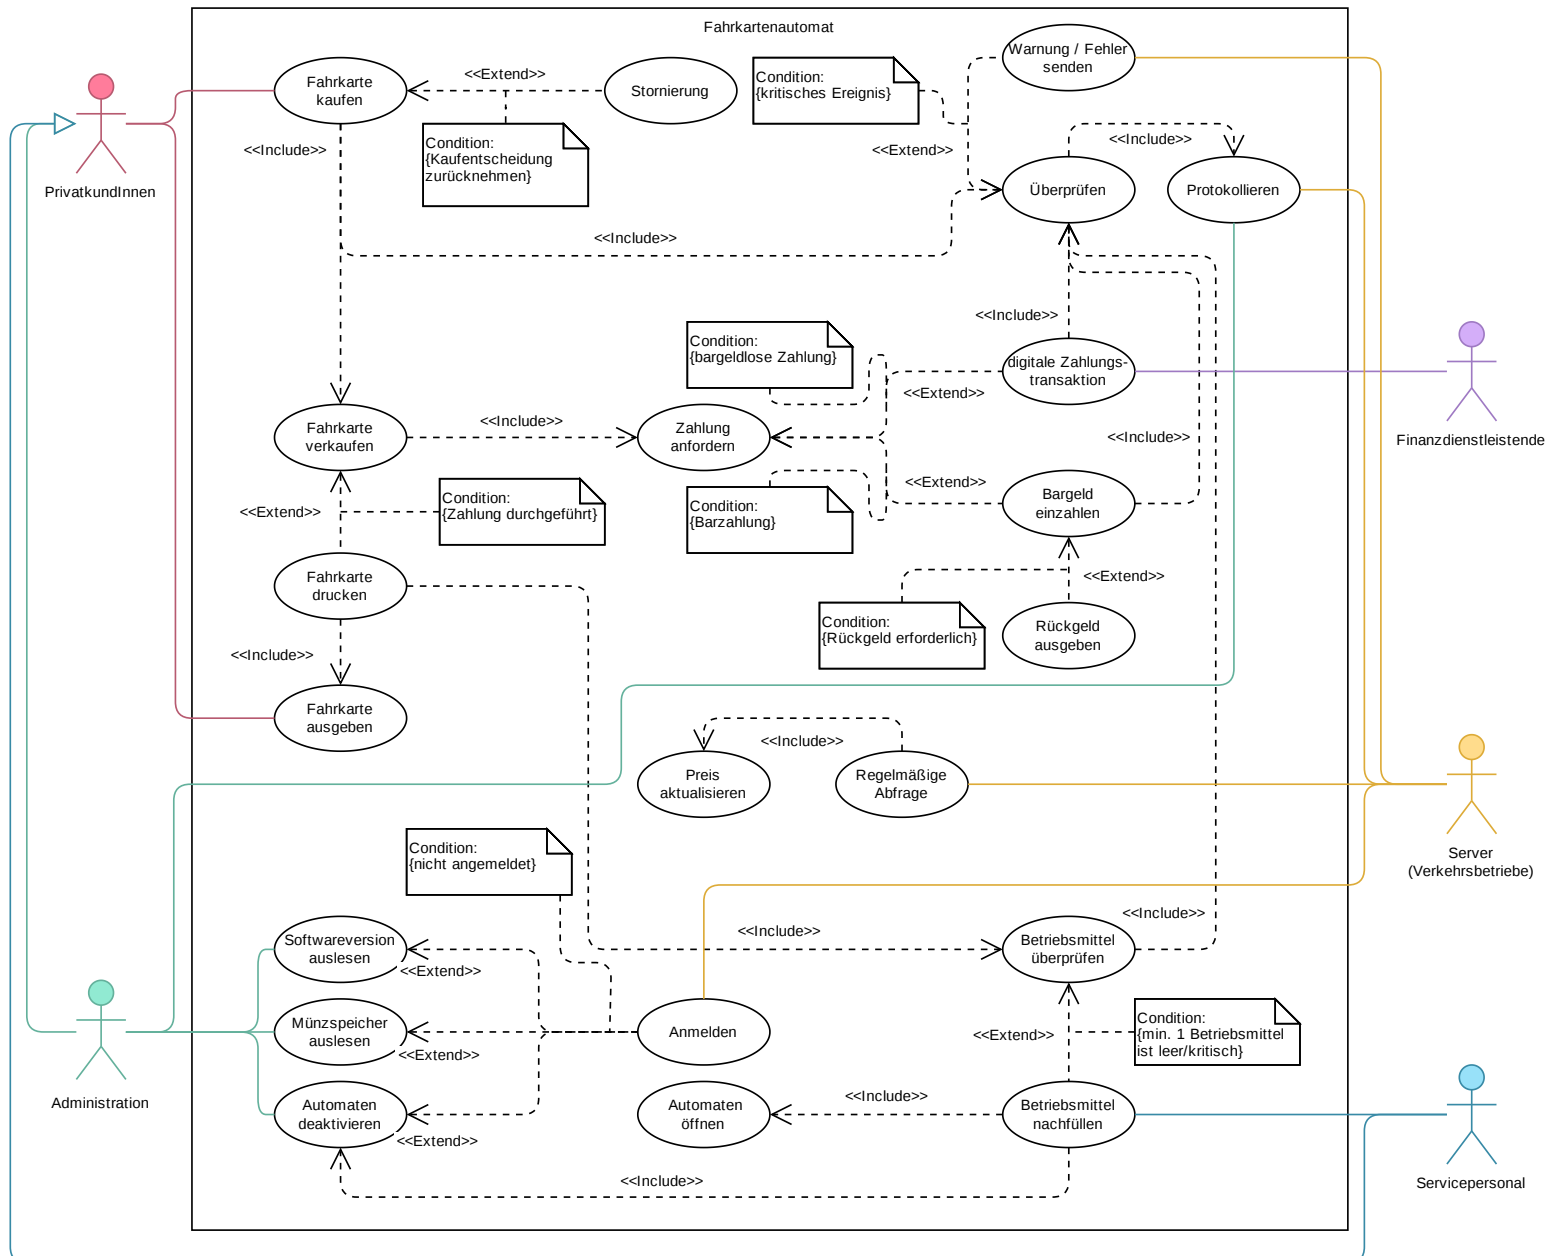 Fahrkartenautomat
Warnung / Fehler
senden
Fahrkarte
kaufen
<<Extend>>
Stornierung
Condition:
{kritisches Ereignis}
PrivatkundInnen
<<Include>>
Condition:
{Kaufentscheidung
zurücknehmen}
<<Extend>>
<<Include>>
Überprüfen
Protokollieren
<<Include>>
<<Include>>
Condition:
{bargeldlose Zahlung}
digitale Zahlungs-
transaktion
<<Extend>>
Finanzdienstleistende
Fahrkarte
verkaufen
<<Include>>
Zahlung
anfordern
<<Include>>
<<Extend>>
Condition:
{Zahlung durchgeführt}
Condition:
{Barzahlung}
<<Extend>>
Bargeld
einzahlen
Fahrkarte
drucken
<<Extend>>
Condition:
{Rückgeld erforderlich}
Rückgeld
ausgeben
<<Include>>
Fahrkarte
ausgeben
<<Include>>
Preis
aktualisieren
Regelmäßige
Abfrage
Server
(Verkehrsbetriebe)
Condition:
{nicht angemeldet}
Softwareversion
auslesen
<<Extend>>
<<Include>>
Betriebsmittel
überprüfen
<<Include>>
Münzspeicher
auslesen
<<Extend>>
Anmelden
<<Extend>>
Condition:
{min. 1 Betriebsmittel
ist leer/kritisch}
Administration
Automaten
deaktivieren
<<Extend>>
Automaten
öffnen
<<Include>>
Betriebsmittel
nachfüllen
<<Include>>
Servicepersonal